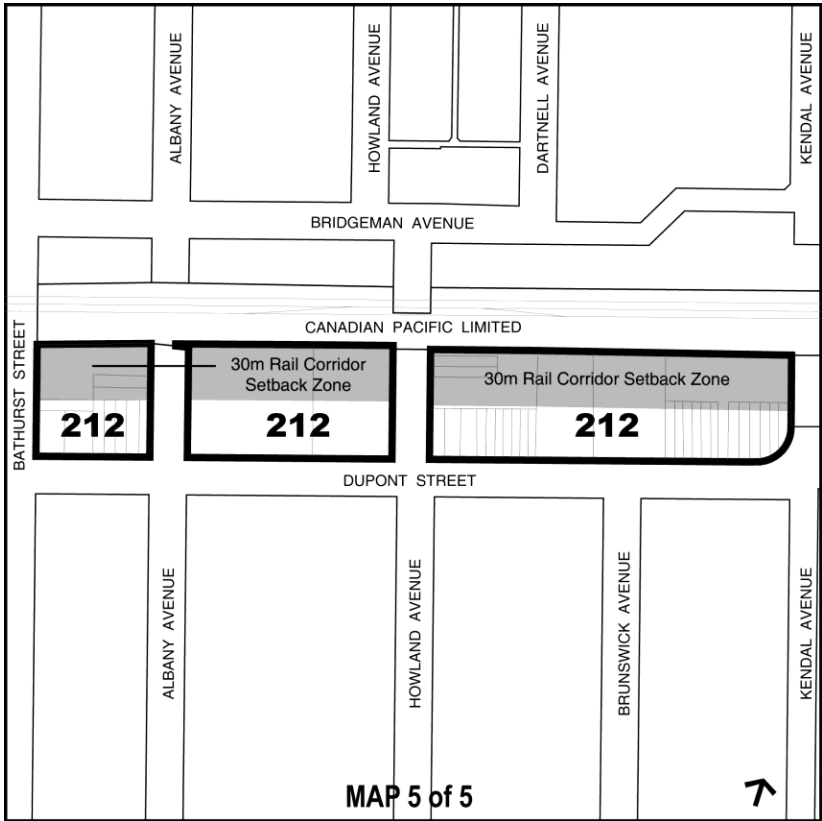 ALBANY AVENUE
HOWLAND AVENUE
DARTNELL AVENUE
KENDAL AVENUE
BRIDGEMAN AVENUE
CANADIAN PACIFIC LIMITED
BATHURST STREET
30m Rail Corridor
Setback Zone
30m Rail Corridor Setback Zone
212
212
212
DUPONT STREET
ALBANY AVENUE
HOWLAND AVENUE
BRUNSWICK AVENUE
KENDAL AVENUE
MAP 5 of 5